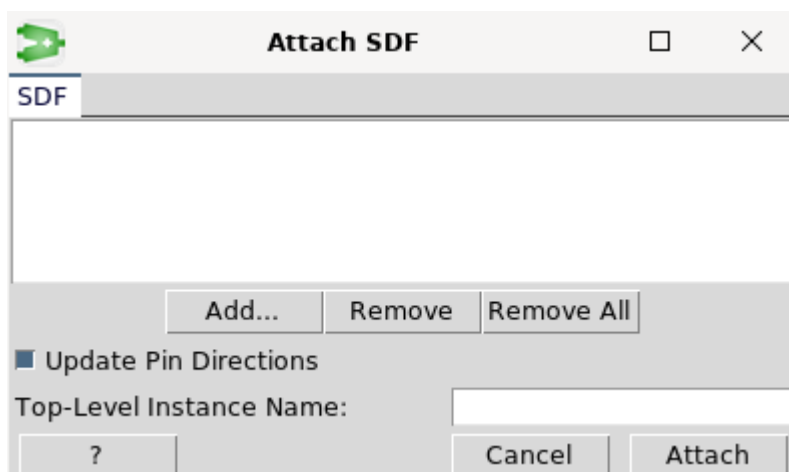 Attach SDF
SDF
Add... Remove Remove All
Update Pin Directions
Top-Level Instance Name:
? Cancel Attach